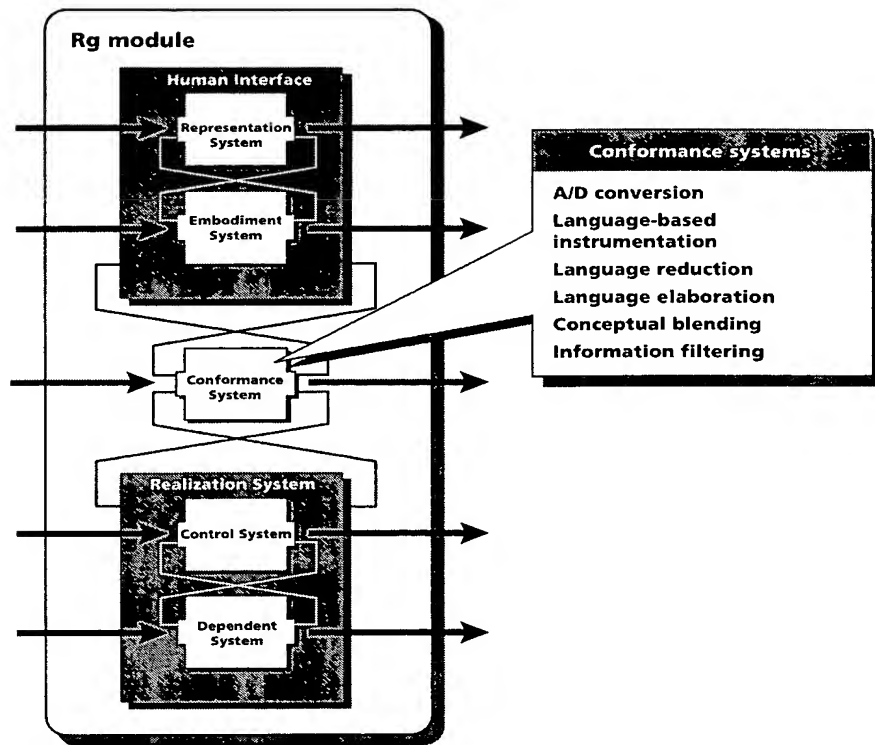 Rg module
Human Interface
Representation
System
Embodiment
System
Conformance
System
Realization System
Control System
Dependent
System
Conformance systems
A/D conversion
Language-based
instrumentation
Language reduction
Language elaboration
Conceptual blending
Information filtering